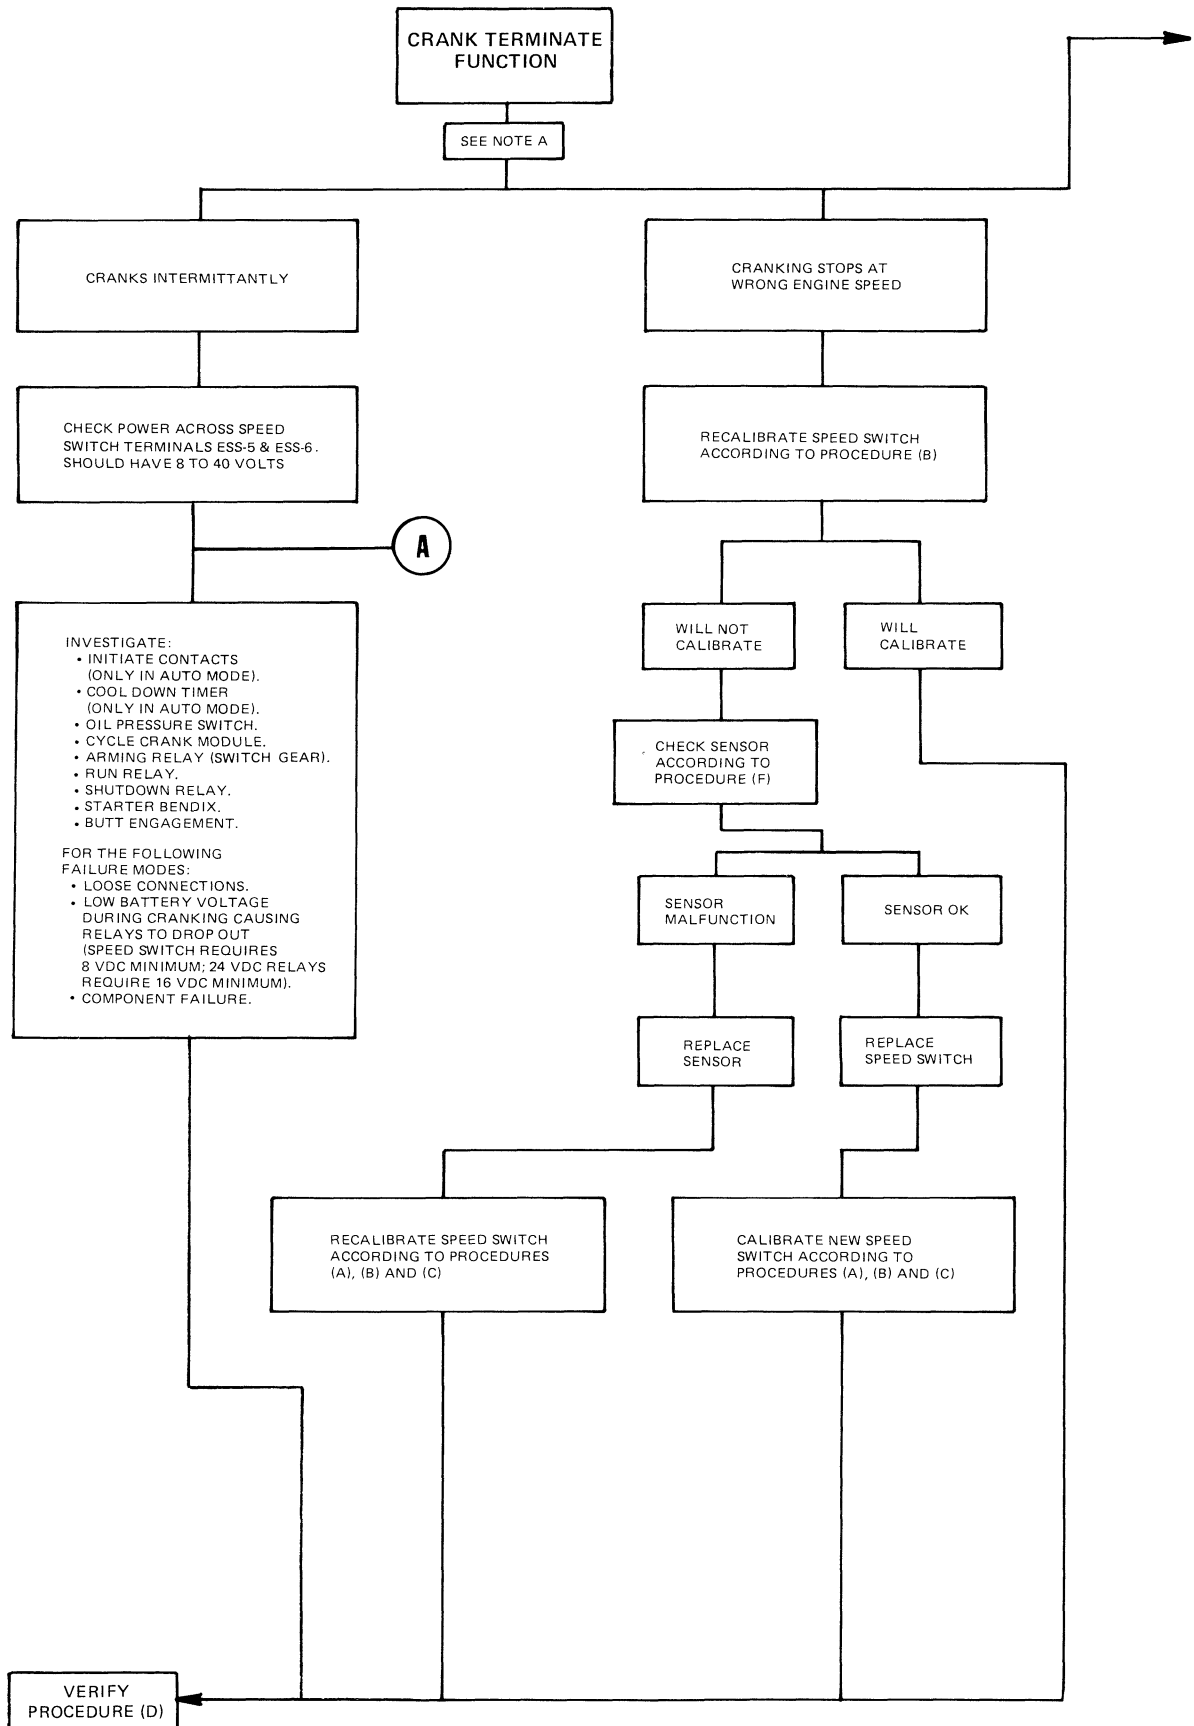 CRANK TERMINATE
FUNCTION
SEE NOTE A
CRANKS INTERMITTANTLY
CHECK POWER ACROSS SPEED
SWITCH TERMINALS ESS-5 & ESS-6.
SHOULD HAVE 8 TO 40 VOLTS
A
INVESTIGATE:
• INITIATE CONTACTS
(ONLY IN AUTO MODE).
• COOL DOWN TIMER
(ONLY IN AUTO MODE).
• OIL PRESSURE SWITCH.
• CYCLE CRANK MODULE.
• ARMING RELAY (SWITCH GEAR).
• RUN RELAY.
• SHUTDOWN RELAY.
• STARTER BENDIX.
• BUTT ENGAGEMENT.
FOR THE FOLLOWING
FAILURE MODES:
• LOOSE CONNECTIONS.
• LOW BATTERY VOLTAGE
DURING CRANKING CAUSING
RELAYS TO DROP OUT
(SPEED SWITCH REQUIRES
8 VDC MINIMUM; 24 VDC RELAYS
REQUIRE 16 VDC MINIMUM).
• COMPONENT FAILURE.
CRANKING STOPS AT
WRONG ENGINE SPEED
RECALIBRATE SPEED SWITCH
ACCORDING TO PROCEDURE (B)
WILL NOT
CALIBRATE
WILL
CALIBRATE
CHECK SENSOR
ACCORDING TO
PROCEDURE (F)
SENSOR
MALFUNCTION
SENSOR OK
REPLACE
SENSOR
REPLACE
SPEED SWITCH
RECALIBRATE SPEED SWITCH
ACCORDING TO PROCEDURES
(A), (B) AND (C)
CALIBRATE NEW SPEED
SWITCH ACCORDING TO
PROCEDURES (A), (B) AND (C)
VERIFY
PROCEDURE (D)